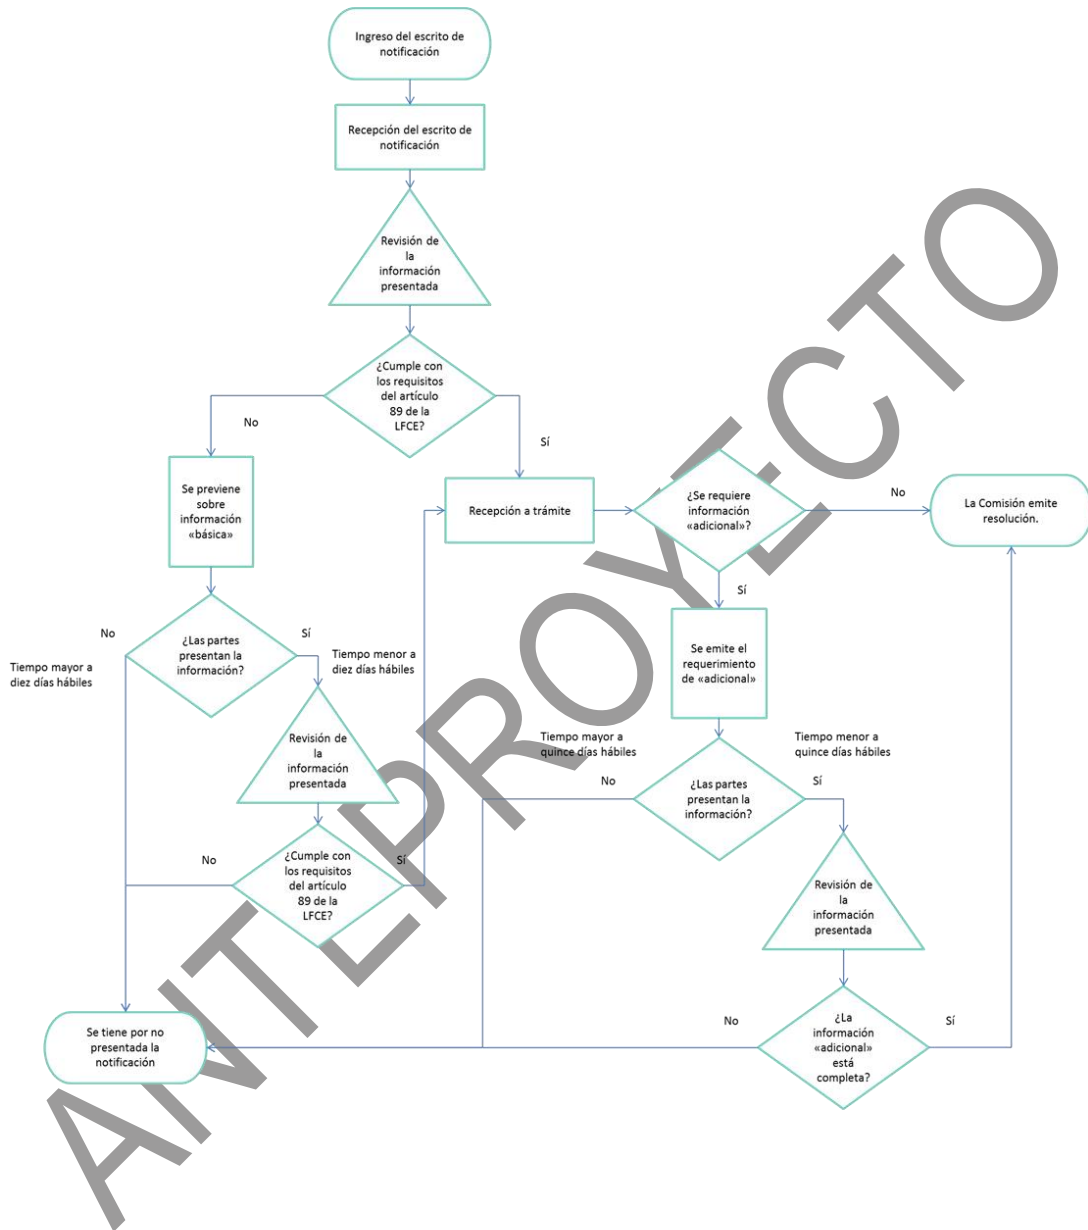 Ingreso del escrito de
notificación
Recepción del escrito de
notificación
Revisión de
la
información
presentada
¿Cumple con
los requisitos
del artículo
89 de la
LFCE?
No
Sí
Se previene
sobre
información
«básica»
Recepción a trámite
¿Se requiere
información
«adicional»?
No
La Comisión emite
resolución.
Sí
¿Las partes
presentan la
información?
No
Sí
Tiempo mayor a
diez días hábiles
Tiempo menor a
diez días hábiles
Se emite el
requerimiento
de «adicional»
Revisión de
la
información
presentada
Tiempo mayor a
quince días hábiles
Tiempo menor a
quince días hábiles
No
¿Las partes
presentan la
información?
Sí
No
¿Cumple con
los requisitos
del artículo
89 de la
LFCE?
Sí
Revisión de
la
información
presentada
Se tiene por no
presentada la
notificación
No
¿La
información
«adicional»
está
completa?
Sí
ANTEPROYECTO